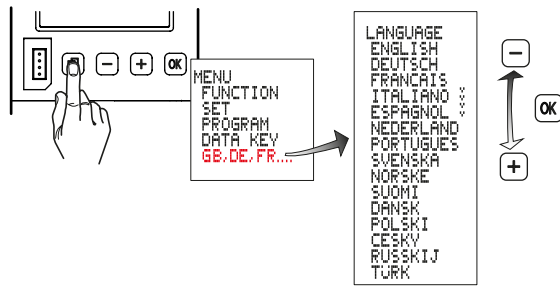 OK
MENU
FUNCTION
SET
PROGRAM
DATA KEY
GB,DE,FR....
LANGUAGE
ENGLISH
DEUTSCH
FRANCAIS
ITALIANO
ESPAGNOL
NEDERLAND
PORTUGUES
SVENSKA
NORSKE
SUOMI
DANSK
POLSKI
CESKY
RUSSKIJ
TURK
OK